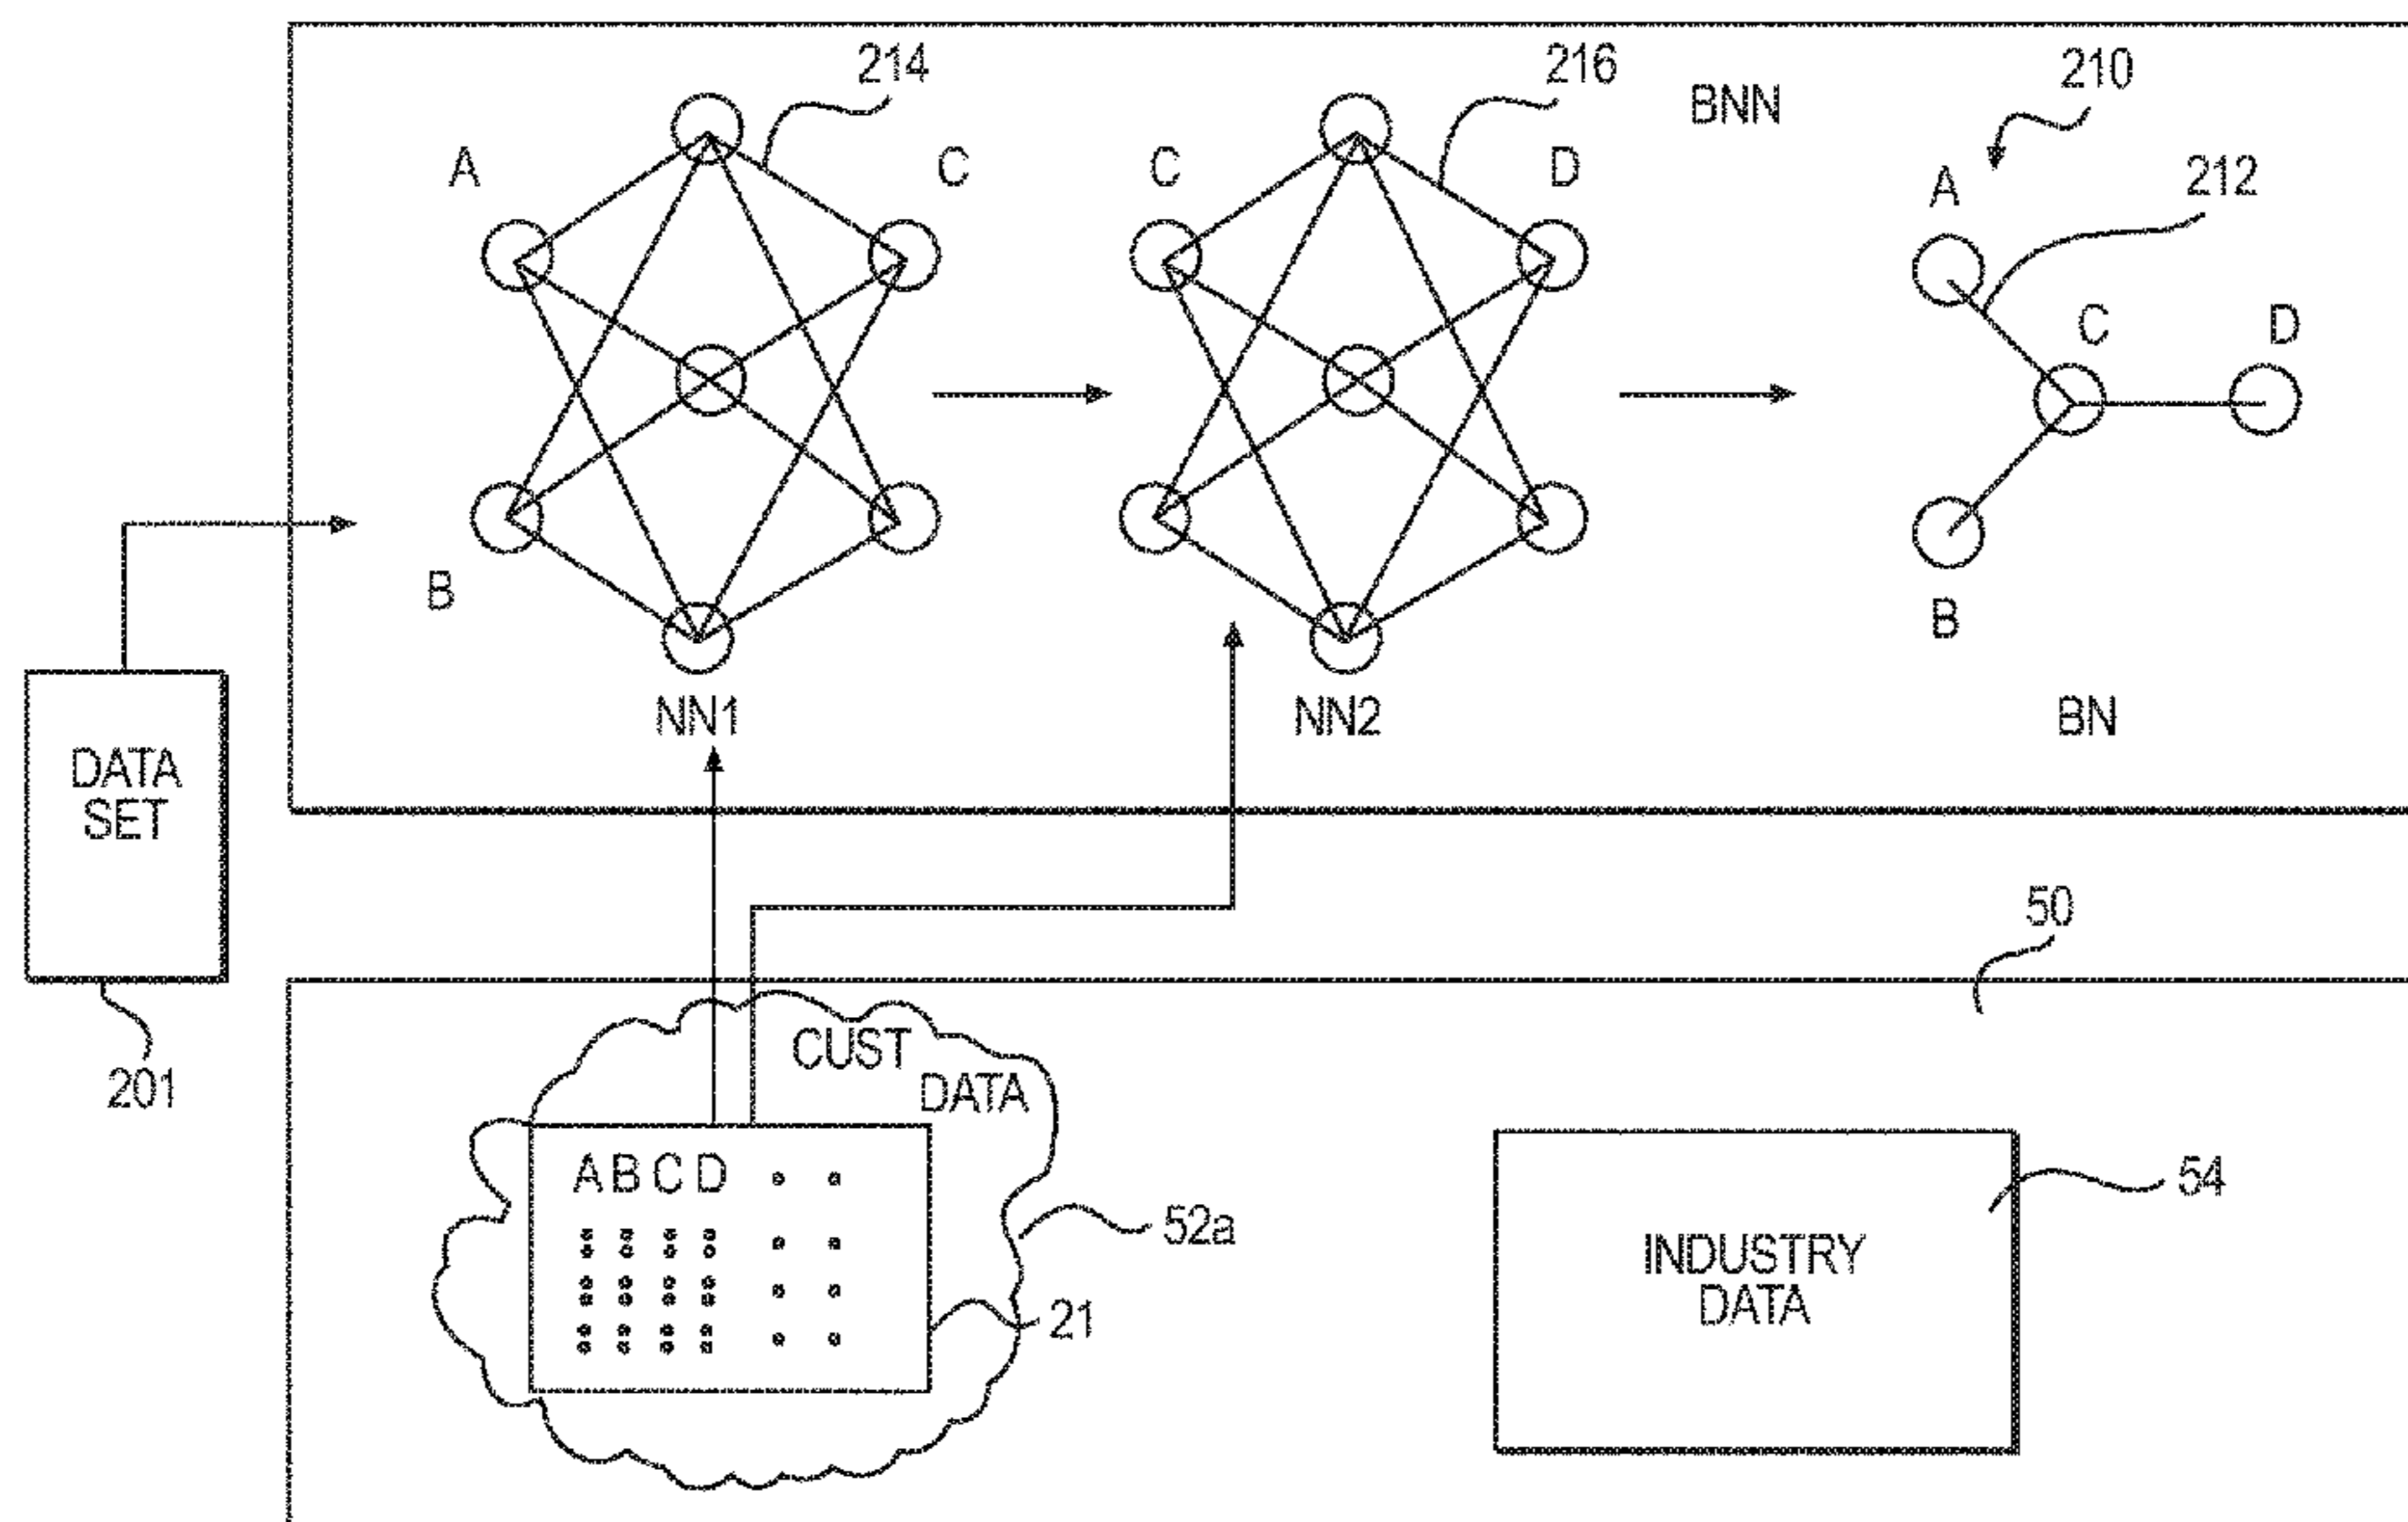 214
216
BNN
210
A
C
C
D
A
212
C
D
B
B
NN1
NN2
BN
DATA
SET
201
50
CUST
DATA
A B C D
52a
21
INDUSTRY
DATA
54